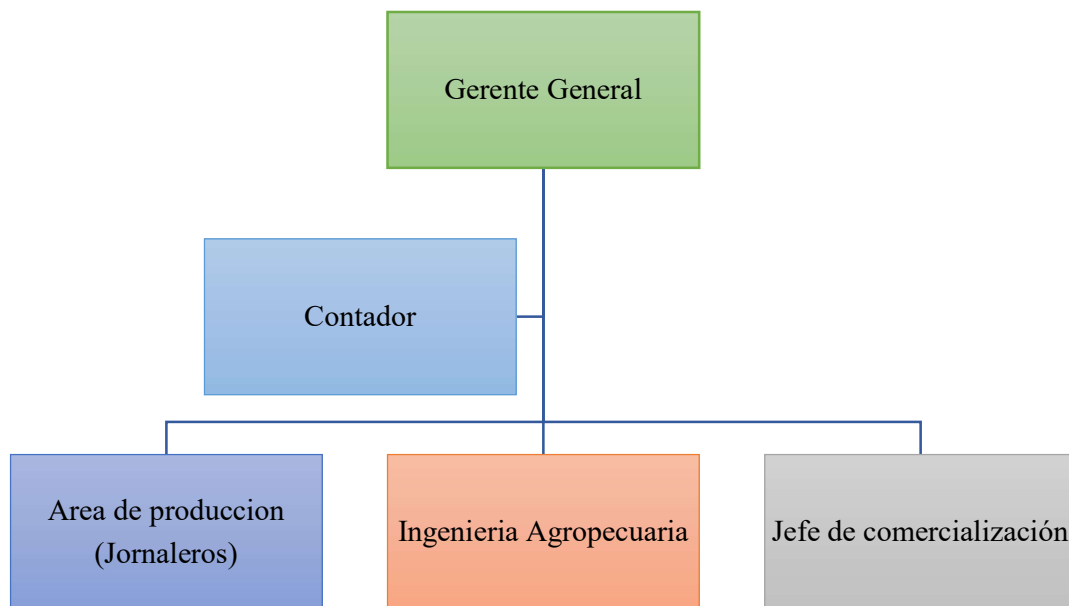 Gerente General
Contador
Area de produccion
(Jornaleros)
Ingenieria Agropecuaria
Jefe de comercialización